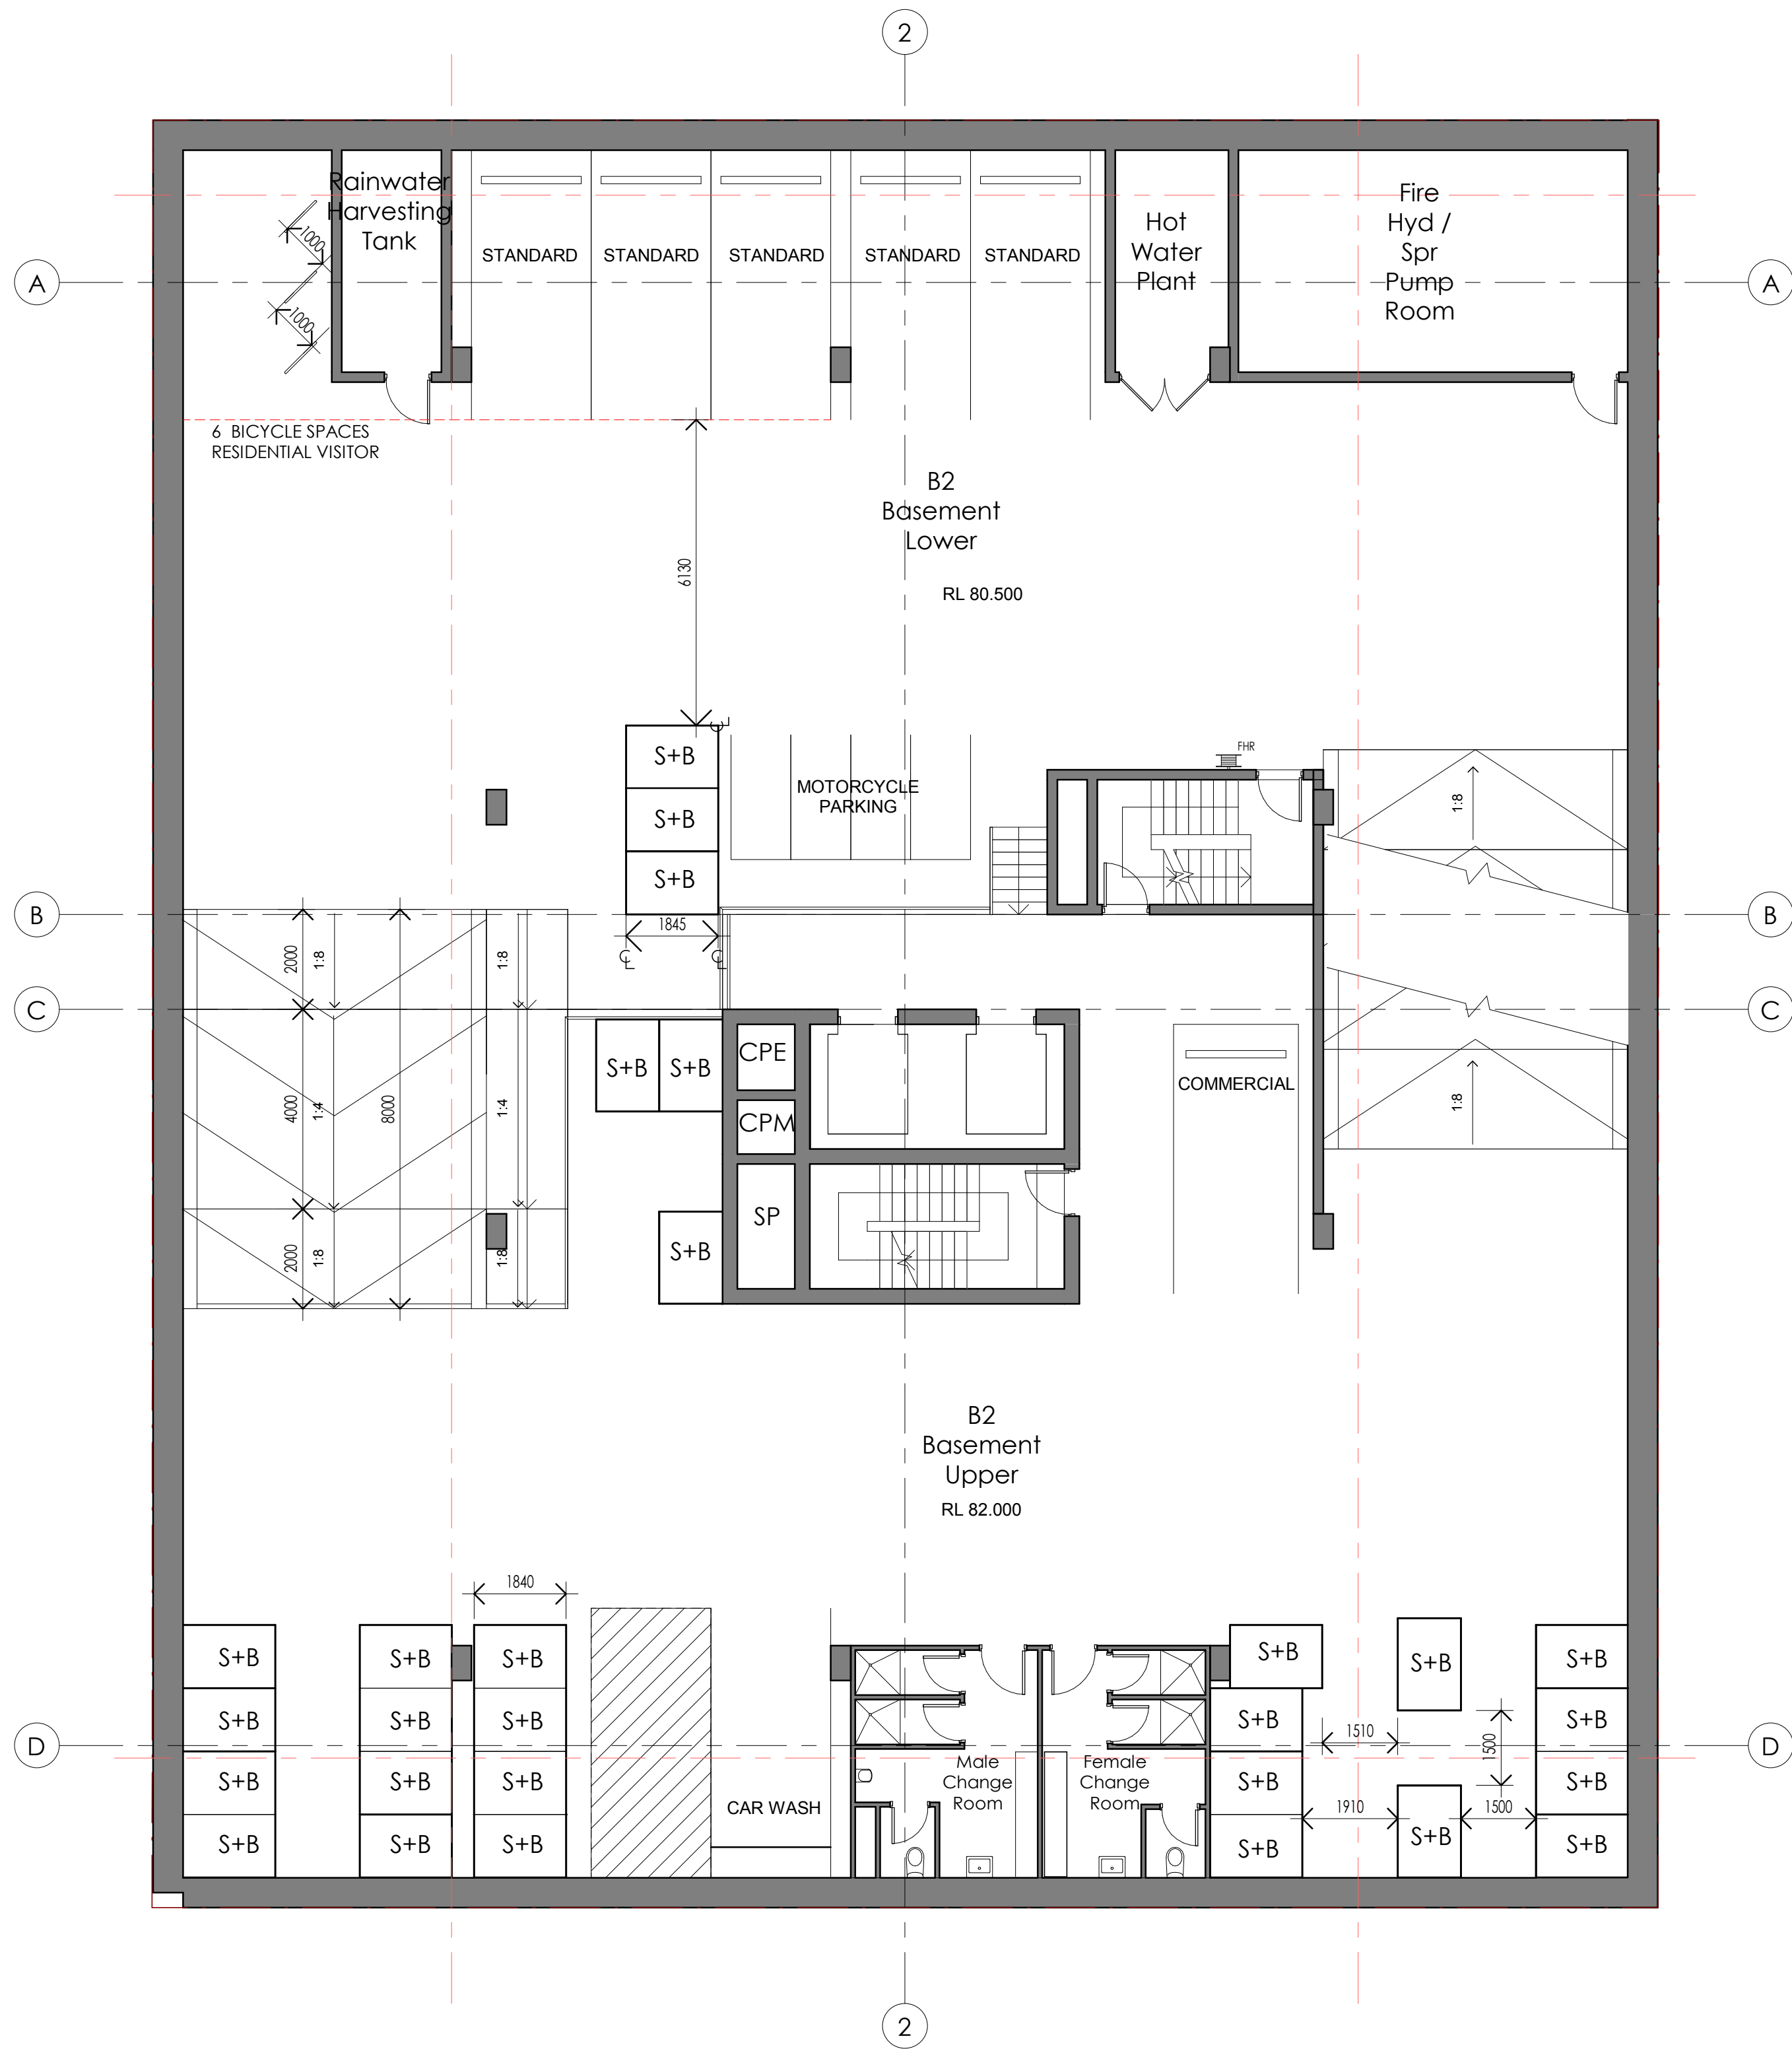 2
Rainwater
Harvesting
Tank
1000
1000
STANDARD
STANDARD
STANDARD
STANDARD
STANDARD
Hot
Water
Plant
Fire
Hyd /
Spr
Pump
Room
A
A
6 BICYCLE SPACES
RESIDENTIAL VISITOR
B2
Basement
Lower
RL 80.500
6130
S+B
S+B
S+B
MOTORCYCLE
PARKING
FHR
1:8
B
B
1845
2000
1:8
1:8
C
C
S+B
S+B
CPE
CPM
COMMERCIAL
1:8
4000
1:4
8000
1:4
S+B
SP
2000
1:8
1:8
B2
Basement
Upper
RL 82.000
1840
S+B
S+B
S+B
S+B
S+B
S+B
S+B
S+B
S+B
S+B
S+B
S+B
CAR WASH
Male
Change
Room
Female
Change
Room
S+B
S+B
S+B
S+B
S+B
S+B
S+B
S+B
S+B
S+B
1510
1500
1910
1500
D
D
2